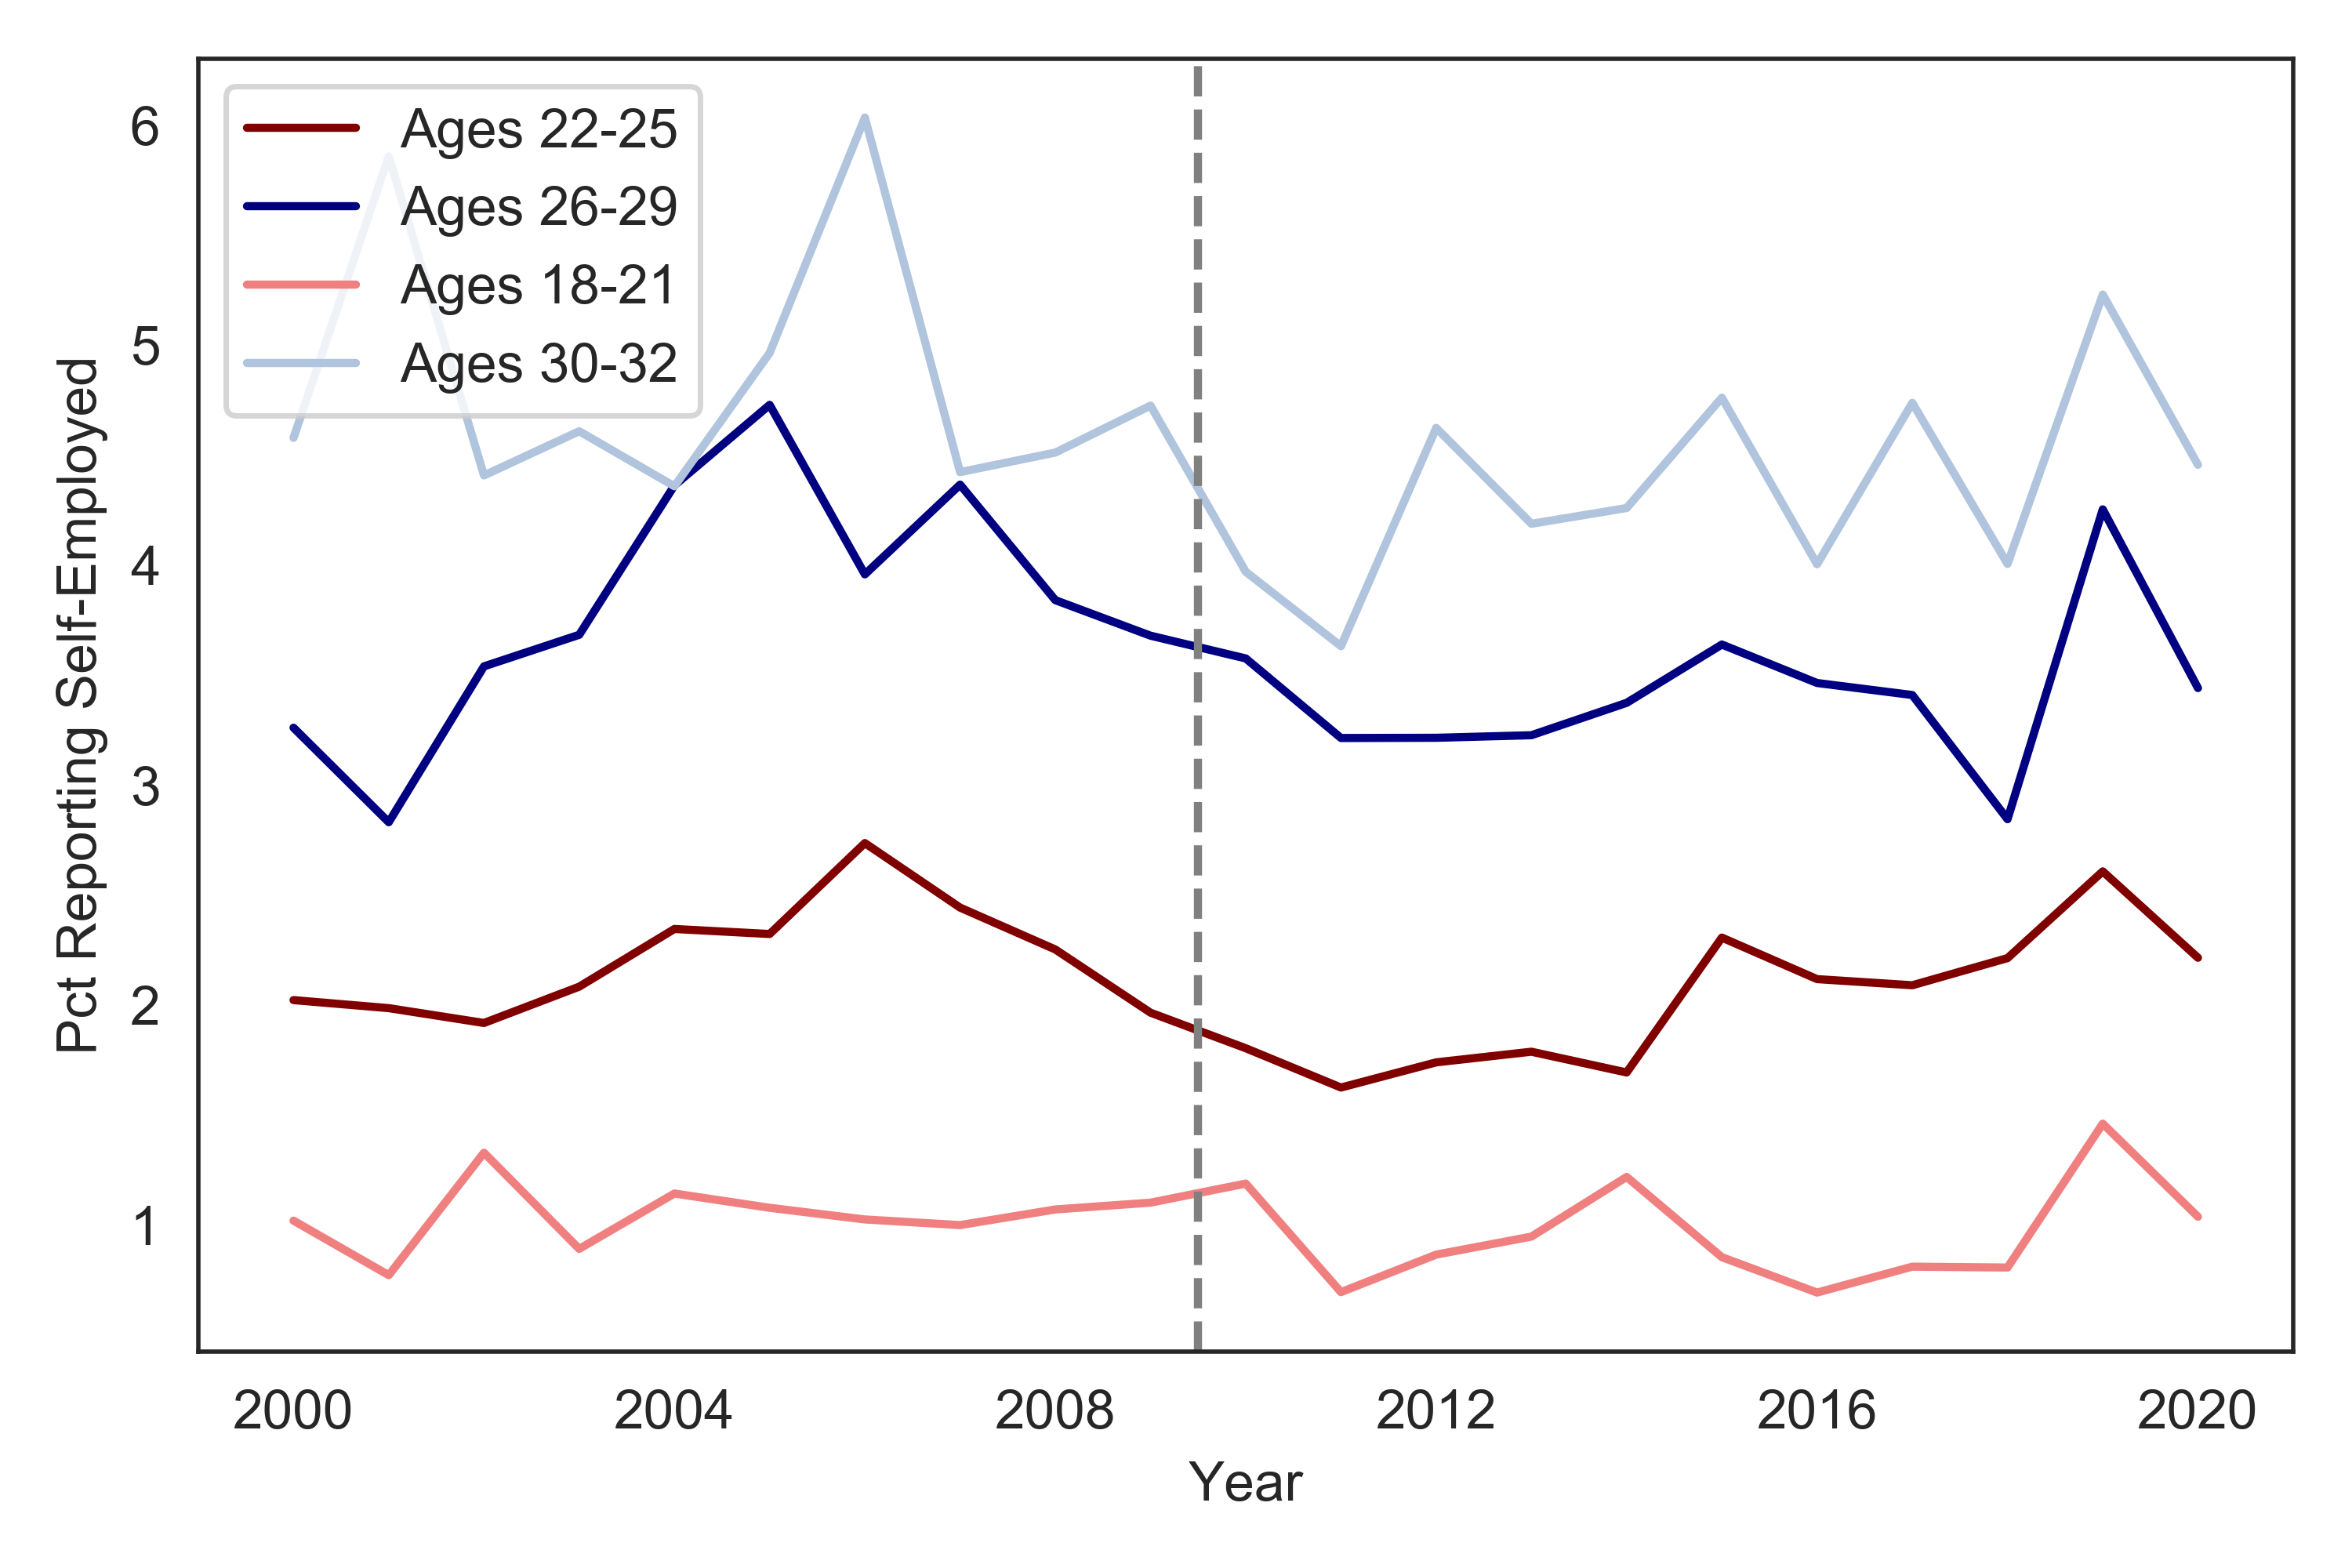 Ages 22-25
Ages 26-29
Ages 18-21
Ages 30-32
Pct Reporting Self-Employed
6
5
4
3
2
1
2000 2004 2008 2012 2016 2020
Year